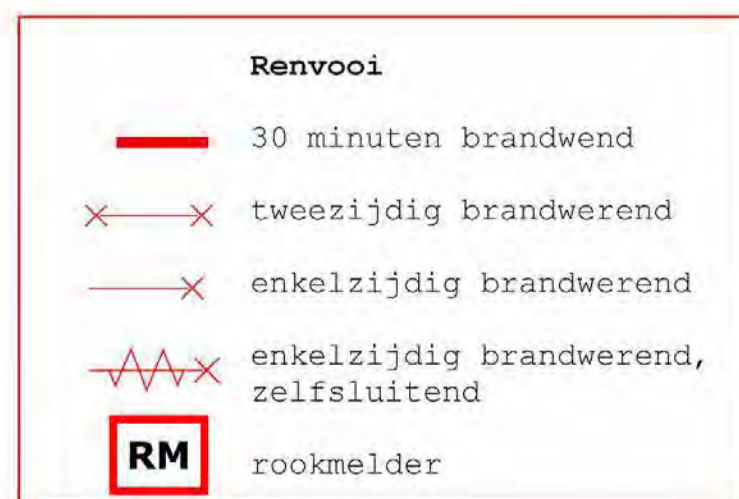 Renvooi
30 minuten brandwend
tweezijdig brandwerend
enkelzijdig brandwerend
enkelzijdig brandwerend,
zelfsluitend
RM rookmelder